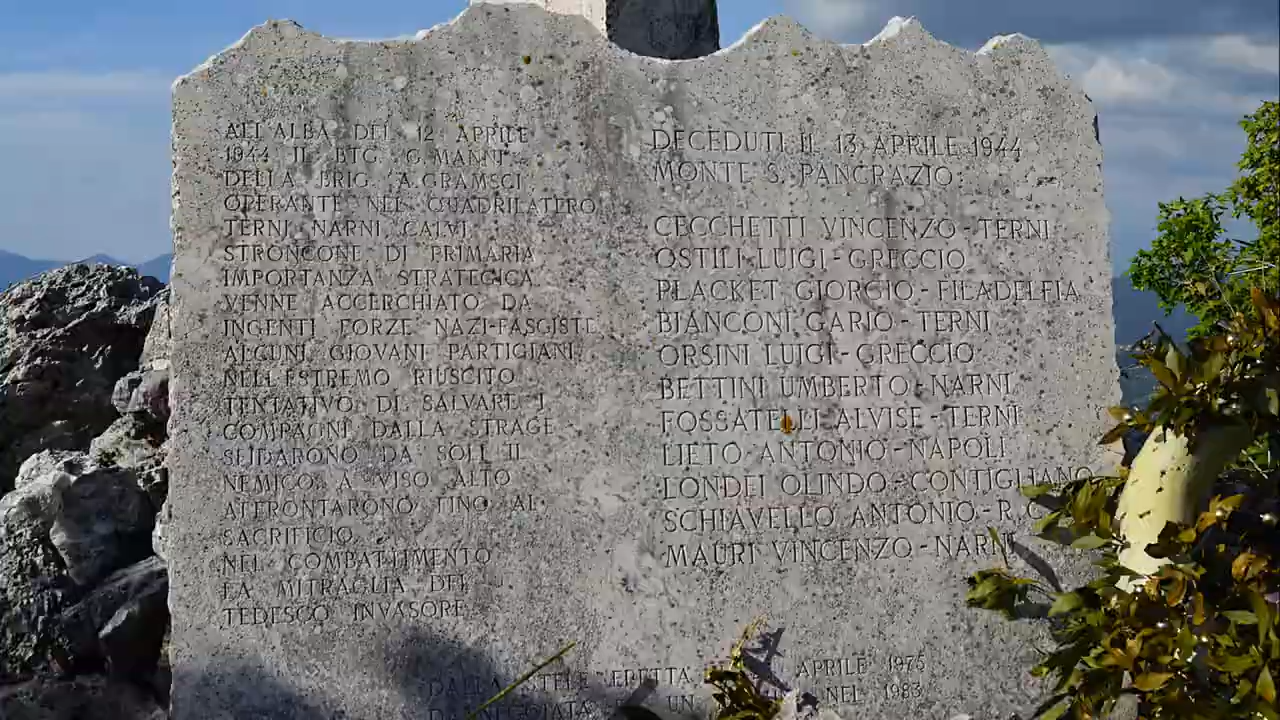 ALL'ALBA DEL 12 APRILE
1944 IL BTG. G. MANNI
DELLA BRIG. A. GRAMSCI
OPERANTE NEL QUADRILATERO
TERNI NARNI CALVI
STRONCONE DI PRIMARIA
IMPORTANZA STRATEGICA
VENNE ACCERCHIATO DA
INGENTI FORZE NAZI-FASCISTE
ALCUNI GIOVANI PARTIGIANI
NELL'ESTREMO RIUSCITO
TENTATIVO DI SALVARE I
COMPAGNI DALLA STRAGE
SFIDARONO DA SOLI IL
NEMICO A VISO ALTO
AFFRONTARONO FINO AL
SACRIFICIO
NEL COMBATTIMENTO
LA MITRAGLIA DEL
TEDESCO INVASORE
DECEDUTI IL 13 APRILE 1944
MONTE S. PANCRAZIO
CECCHETTI VINCENZO - TERNI
OSTILI LUIGI - GRECCIO
PLACKET GIORGIO - FILADELFIA
BIANCONI GARIO - TERNI
ORSINI LUIGI - GRECCIO
BETTINI UMBERTO - NARNI
FOSSATELLI ALVISE - TERNI
LIETO ANTONIO - NAPOLI
LONDEI OLINDO - CONTIGLIANO
SCHIAVELLO ANTONIO - R.C.
MAURI VINCENZO - NARNI
DALLA STELE ERETTA APRILE 1975
DANNEGGIATA UN NEL 1983